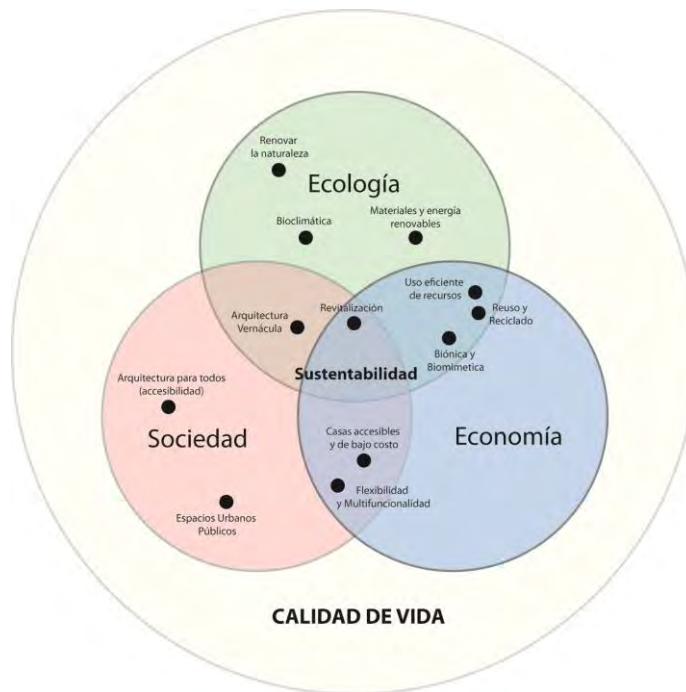 Renovar
la naturaleza
Ecología
Bioclimática
Materiales y energía
renovables
Uso eficiente
de recursos
Reuso y
Reciclado
Arquitectura
Vernácula
Revitalización
Biónica y
Biomimetica
Sustentabilidad
Arquitectura para todos
(accesibilidad)
Sociedad
Casas accesibles
y de bajo costo
Economía
Flexibilidad
y Multifuncionalidad
Espacios Urbanos
Públicos
CALIDAD DE VIDA